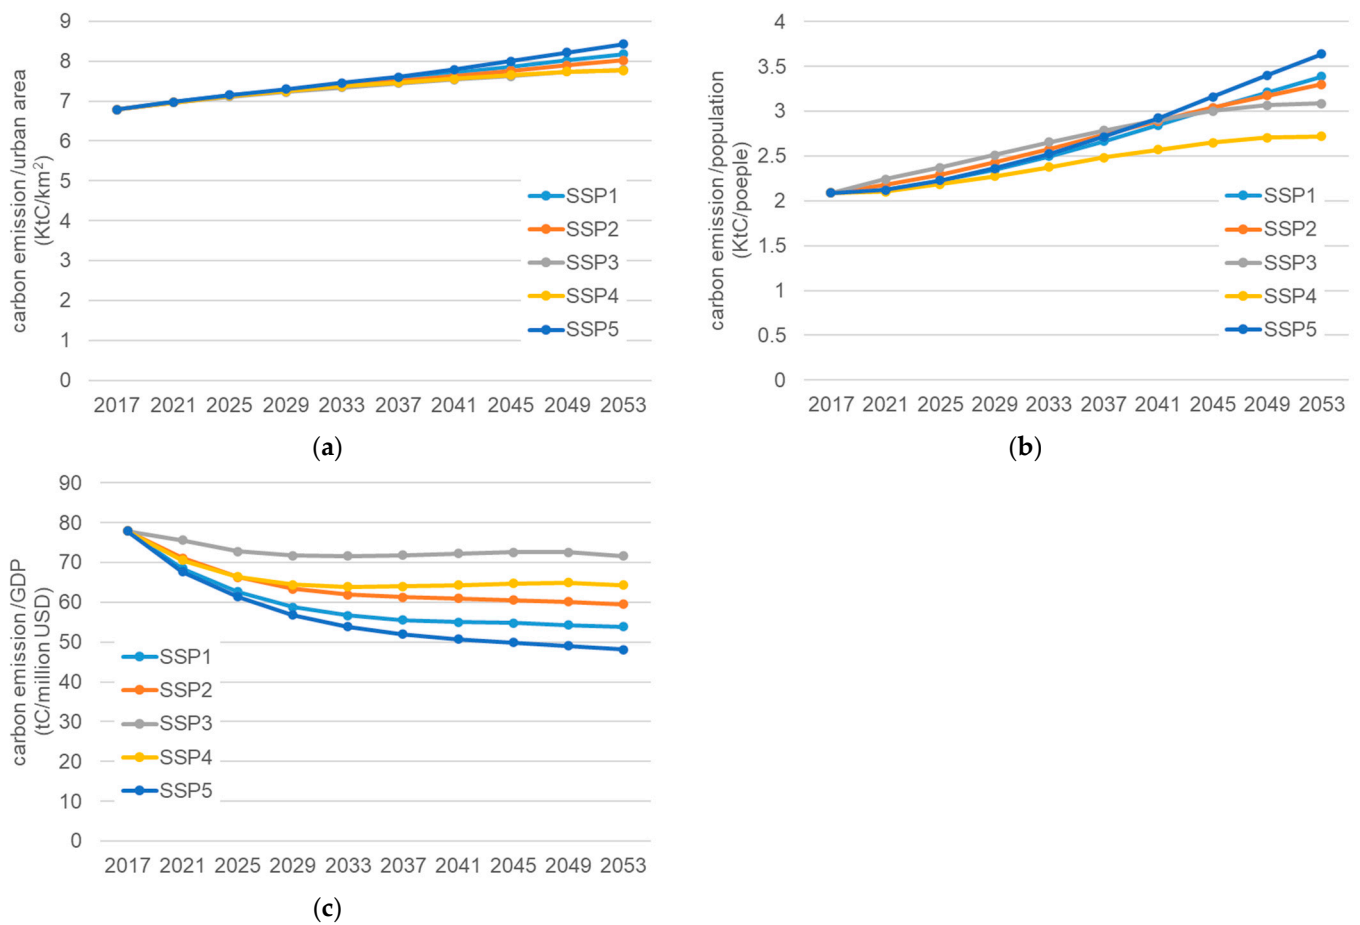 carbon emission/urban area
(KtC/km²)
9
8
7
6
5
4
3
2
1
0
SSP1
SSP2
SSP3
SSP4
SSP5
2017 2021 2025 2029 2033 2037 2041 2045 2049 2053
(a)
carbon emission/population
(KtC/poeple)
4
3.5
3
2.5
2
1.5
1
0.5
0
SSP1
SSP2
SSP3
SSP4
SSP5
2017 2021 2025 2029 2033 2037 2041 2045 2049 2053
(b)
carbon emission/GDP
(tC/million USD)
90
80
70
60
50
40
30
20
10
0
SSP1
SSP2
SSP3
SSP4
SSP5
2017 2021 2025 2029 2033 2037 2041 2045 2049 2053
(c)